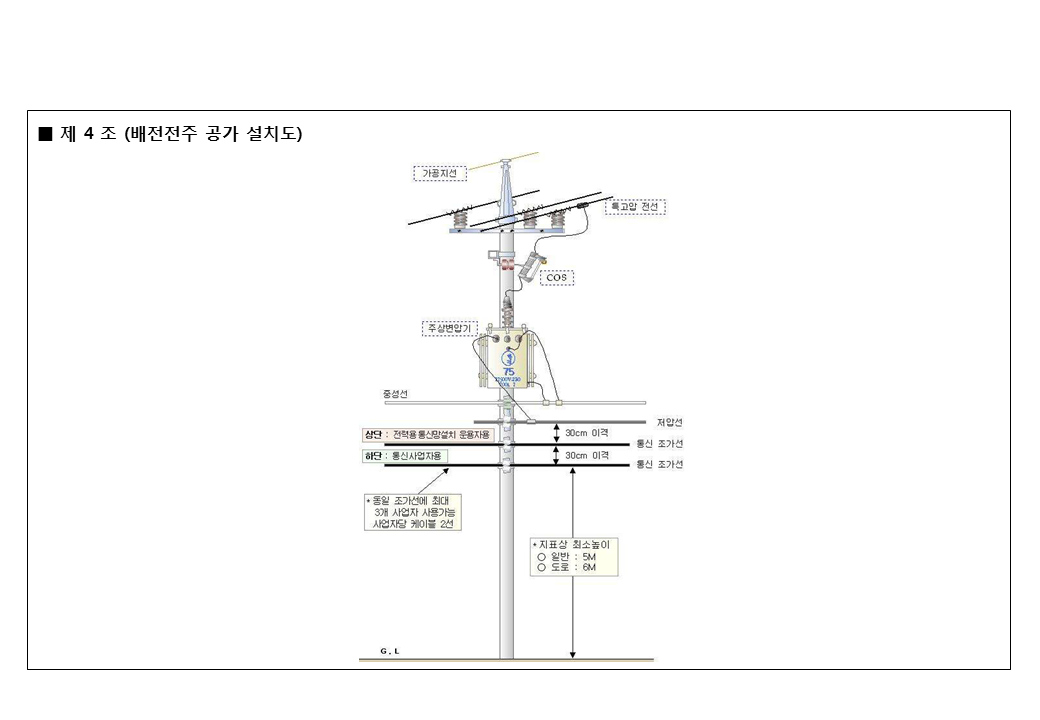 ■ 제 4 조 (배전전주 공가 설치도)
가공지선
특고압 전선
COS
주상변압기
75
중성선
저압선
상단 : 전력용통신망설치 운용자용
30cm 이격
통신 조가선
하단 : 통신사업자용
30cm 이격
통신 조가선
* 동일 조가선에 최대
3개 사업자 사용가능
사업자당 케이블 2선
* 지표상 최소높이
○ 일반 : 5M
○ 도로 : 6M
G.L